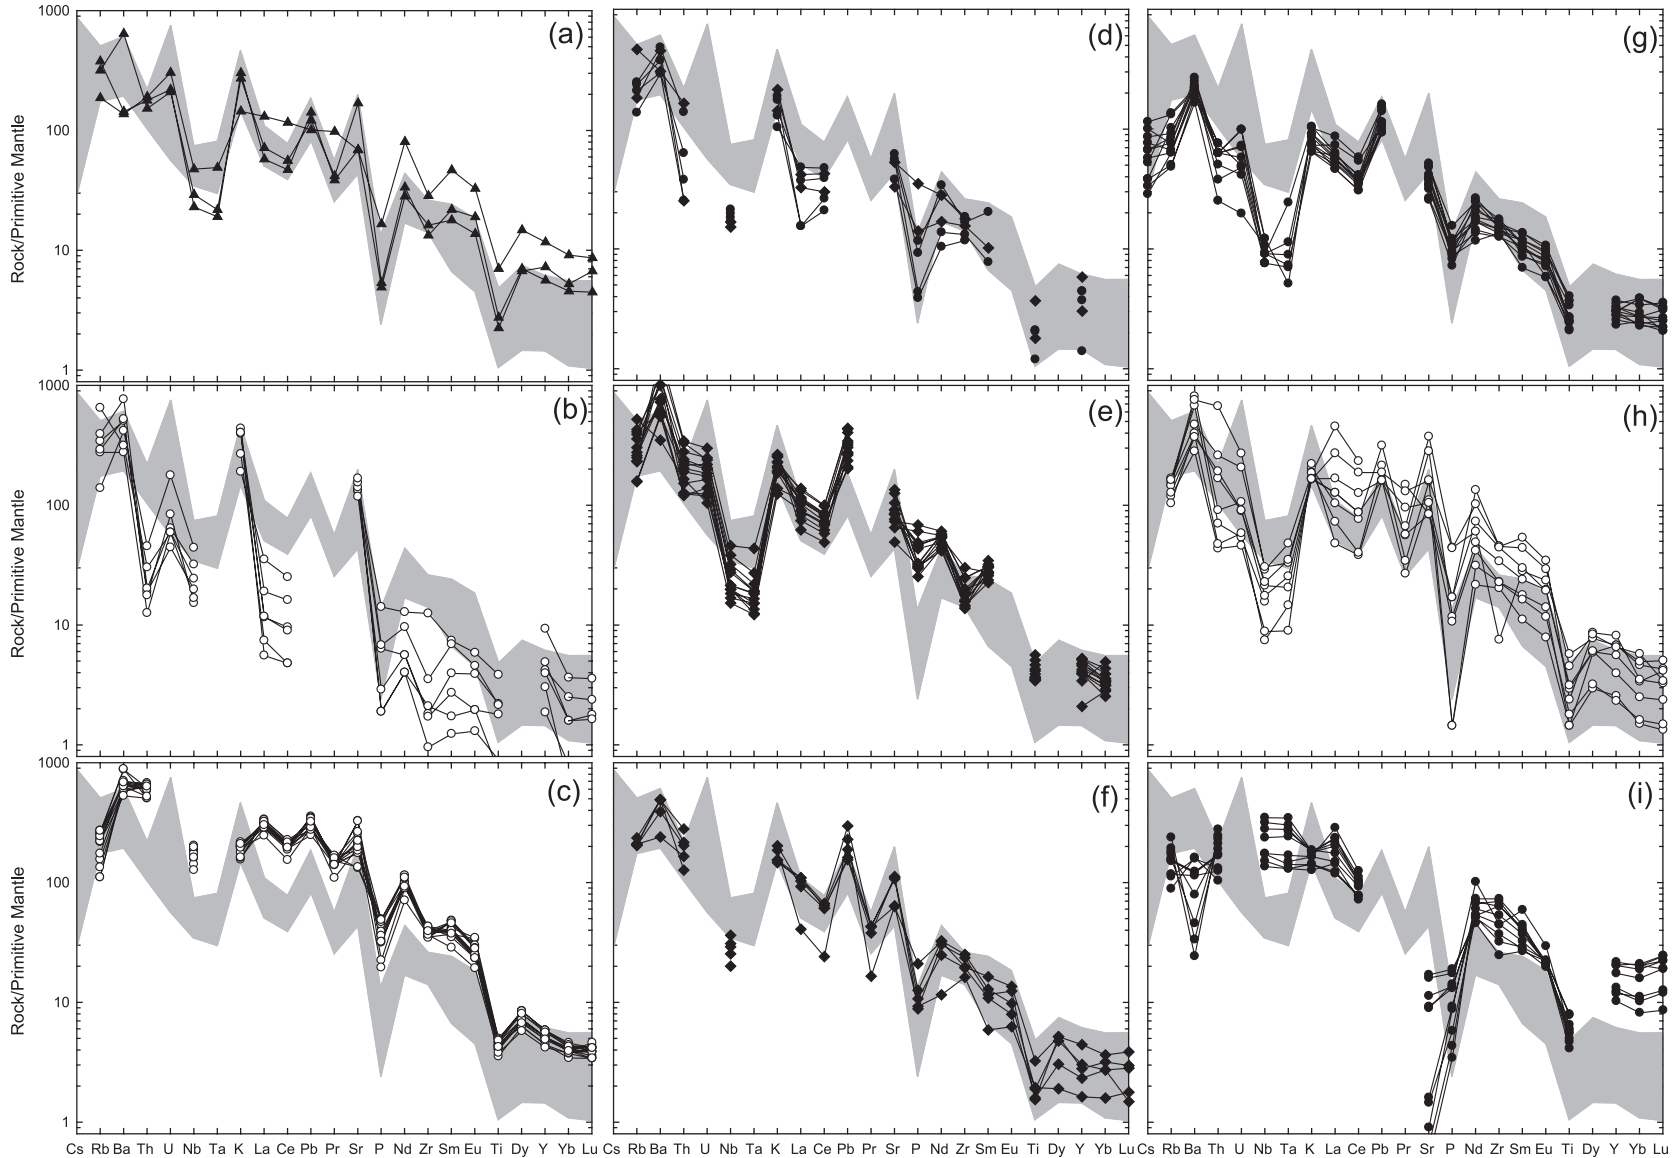 (a)
(d)
(g)
1000
100
10
1
Rock/Primitive Mantle
(b)
(e)
(h)
1000
100
10
1
Rock/Primitive Mantle
(c)
(f)
(i)
1000
100
10
1
Rock/Primitive Mantle
Cs Rb Ba Th U Nb Ta K La Ce Pb Pr Sr P Nd Zr Sm Eu Ti Dy Y Yb Lu
Cs Rb Ba Th U Nb Ta K La Ce Pb Pr Sr P Nd Zr Sm Eu Ti Dy Y Yb Lu
Cs Rb Ba Th U Nb Ta K La Ce Pb Pr Sr P Nd Zr Sm Eu Ti Dy Y Yb Lu